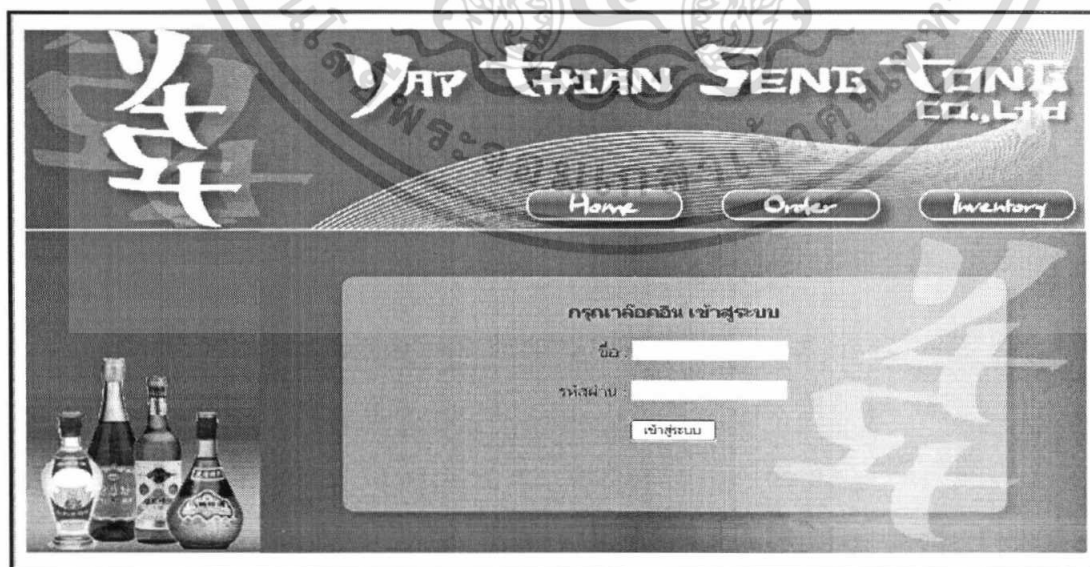 YAP THIAN SENG TONG
CO.,Ltd
Home Order Inventory
กรุณาล๊อคอิน เข้าสู่ระบบ
ชื่อ :
รหัสผ่าน :
เข้าสู่ระบบ